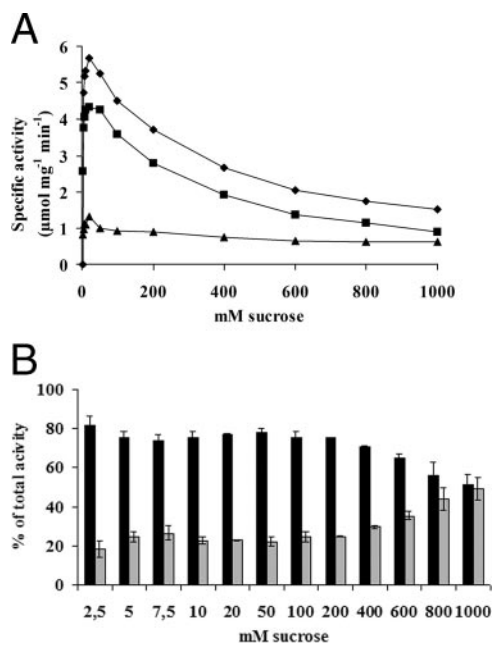 A
6
5
4
3
2
1
0
Specific activity
(µmol mg⁻¹ min⁻¹)
0 200 400 600 800 1000
mM sucrose
B
100
80
60
40
20
0
% of total acivity
2,5 5 7,5 10 20 50 100 200 400 600 800 1000
mM sucrose